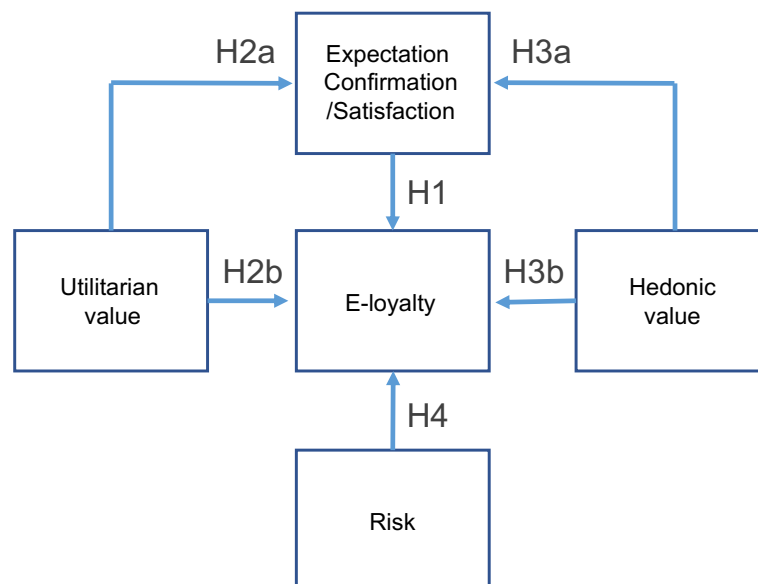 H2a
Expectation
Confirmation
/Satisfaction
H3a
H1
Utilitarian
value
H2b
E-loyalty
H3b
Hedonic
value
H4
Risk